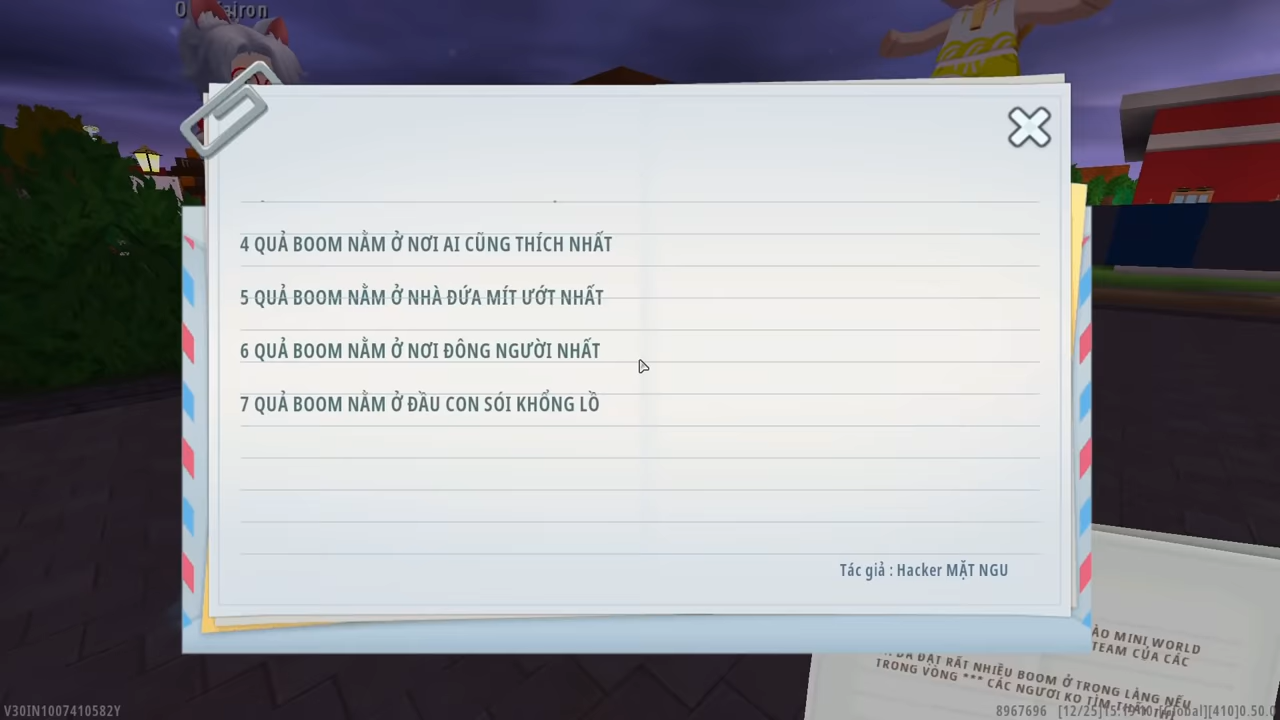 4 QUẢ BOOM NẰM Ở NƠI AI CŨNG THÍCH NHẤT
5 QUẢ BOOM NẰM Ở NHÀ ĐỨA MÍT ƯỚT NHẤT
6 QUẢ BOOM NẰM Ở NƠI ĐÔNG NGƯỜI NHẤT
7 QUẢ BOOM NẰM Ở ĐẦU CON SÓI KHỔNG LỒ
Tác giả : Hacker MẶT NGU
MINI WORLD
TEAM CỦA CÁC
ĐÃ ĐẶT RẤT NHIỀU BOOM Ở TRONG LÀNG NẾU
TRONG VÒNG *** CÁC NGƯƠI KO TÌM THẤY
V30IN1007410582Y
8967696